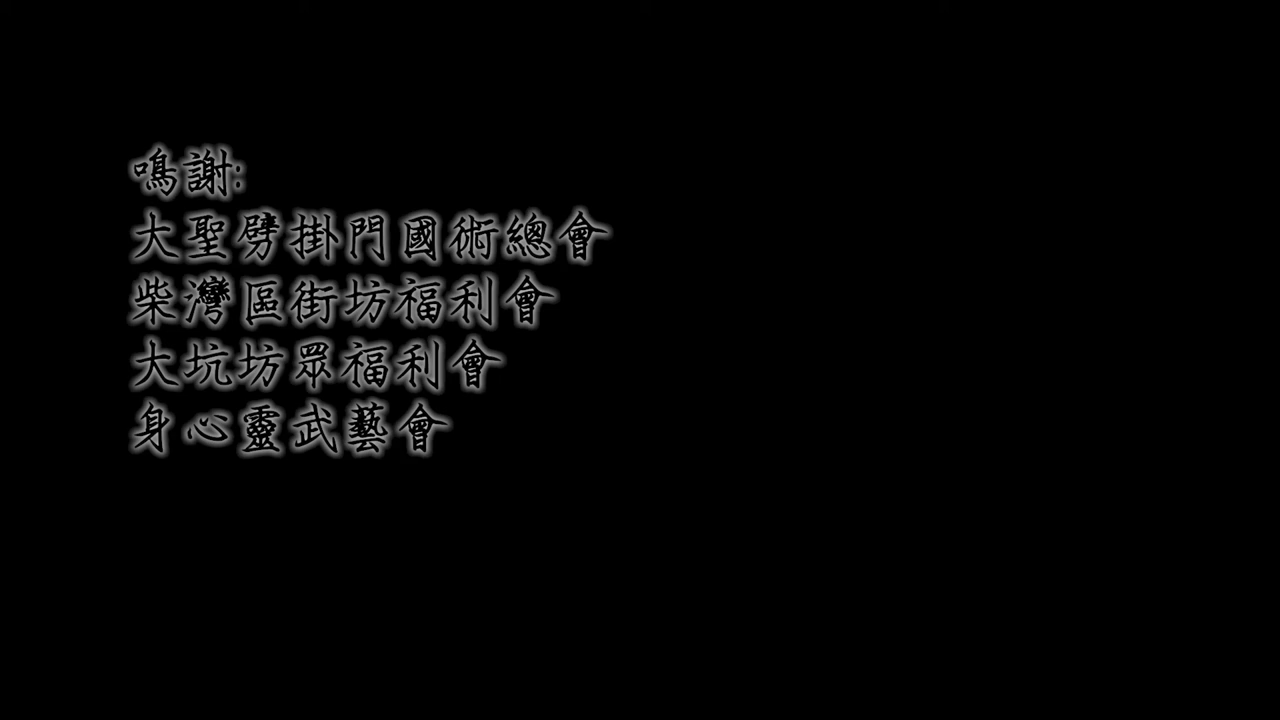 鳴謝:
大聖劈掛門國術總會
柴灣區街坊福利會
大坑坊眾福利會
身心靈武藝會